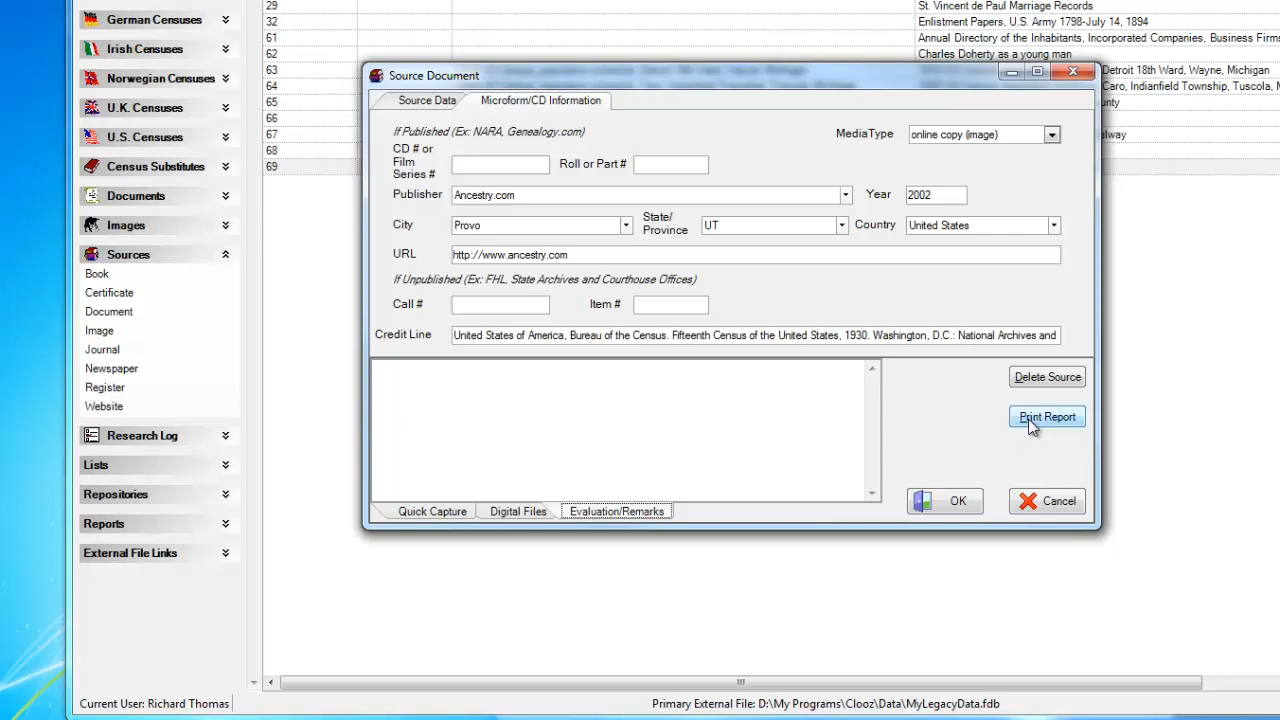 German Censuses
Irish Censuses
Norwegian Censuses
U.K. Censuses
U.S. Censuses
Census Substitutes
Documents
Images
Sources
Book
Certificate
Document
Image
Journal
Newspaper
Register
Website
Research Log
Lists
Repositories
Reports
External File Links
29 St. Vincent de Paul Marriage Records
32 Enlistment Papers, U.S. Army 1798-July 14, 1894
61 Annual Directory of the Inhabitants, Incorporated Companies, Business Firms
62 Charles Doherty as a young man
63 Detroit 18th Ward, Wayne, Michigan
64 Caro, Indianfield Township, Tuscola, M
65
66
67
68
69
Source Document
Source Data Microform/CD Information
If Published (Ex: NARA, Genealogy.com)
MediaType online copy (image)
CD # or
Film
Series #
Roll or Part #
Publisher Ancestry.com Year 2002
City Provo State/
Province UT Country United States
URL http://www.ancestry.com
If Unpublished (Ex: FHL, State Archives and Courthouse Offices)
Call # Item #
Credit Line United States of America, Bureau of the Census. Fifteenth Census of the United States, 1930. Washington, D.C.: National Archives and
Delete Source
Print Report
OK Cancel
Quick Capture Digital Files Evaluation/Remarks
Current User: Richard Thomas
Primary External File: D:\My Programs\Clooz\Data\MyLegacyData.fdb